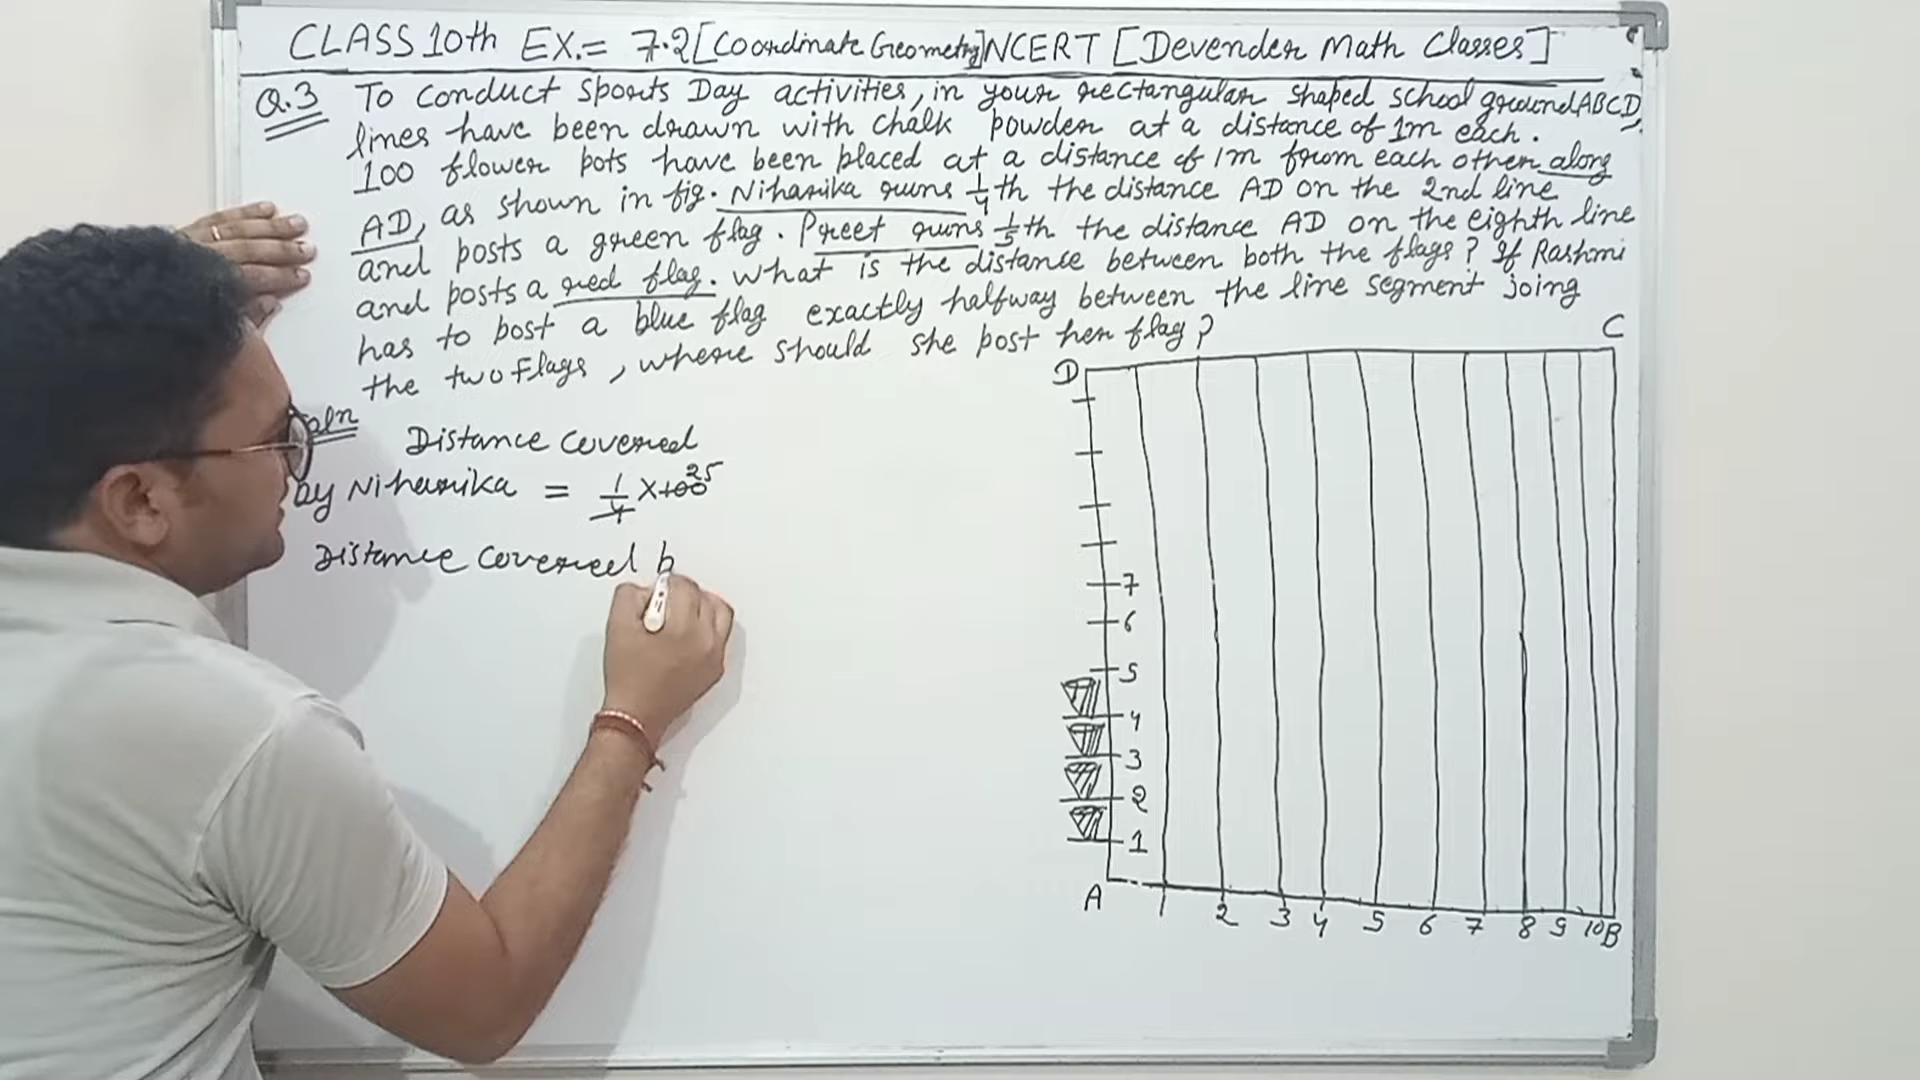 CLASS 10th EX.= 7.2[Coordinate Geometry]NCERT [Devender Math Classes]
Q.3 To conduct Sports Day activities, in your rectangular shaped school ground ABCD,
lines have been drawn with chalk powder at a distance of 1m each.
100 flower pots have been placed at a distance of 1m from each other along
AD, as shown in fig. Niharika runs 1/4 th the distance AD on the 2nd line
and posts a green flag. Preet runs 1/5 th the distance AD on the eighth line
and posts a red flag. What is the distance between both the flags? If Rashmi
has to post a blue flag exactly halfway between the line segment joing
the two Flags, where should she post her flag?
Soln Distance Covered
by Niharika = 1/4 X100 25
Distance Covered b
D C
7
6
5
4
3
2
1
A 1 2 3 4 5 6 7 8 9 10 B